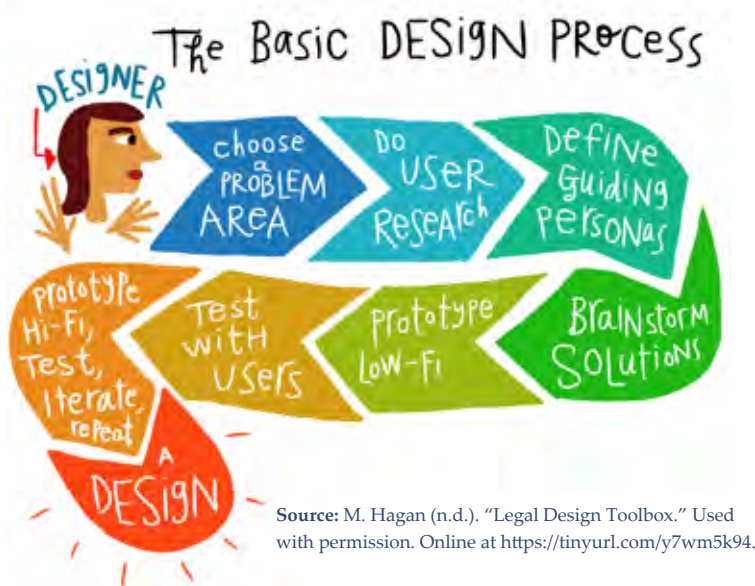 The BASIC DESIGN PROCESS
DESIGNER
choose
a
PROBLEM
AREA
DO
USER
RESEARCH
DEFINE
GUIDING
PERSONAS
BRAINSTORM
SOLUTIONS
PROTOTYPE
LOW-FI
TEST
WITH
USERS
PROTOTYPE
HI-FI,
TEST,
ITERATE,
repeat
A
DESIGN
Source: M. Hagan (n.d.). “Legal Design Toolbox.” Used
with permission. Online at https://tinyurl.com/y7wm5k94.